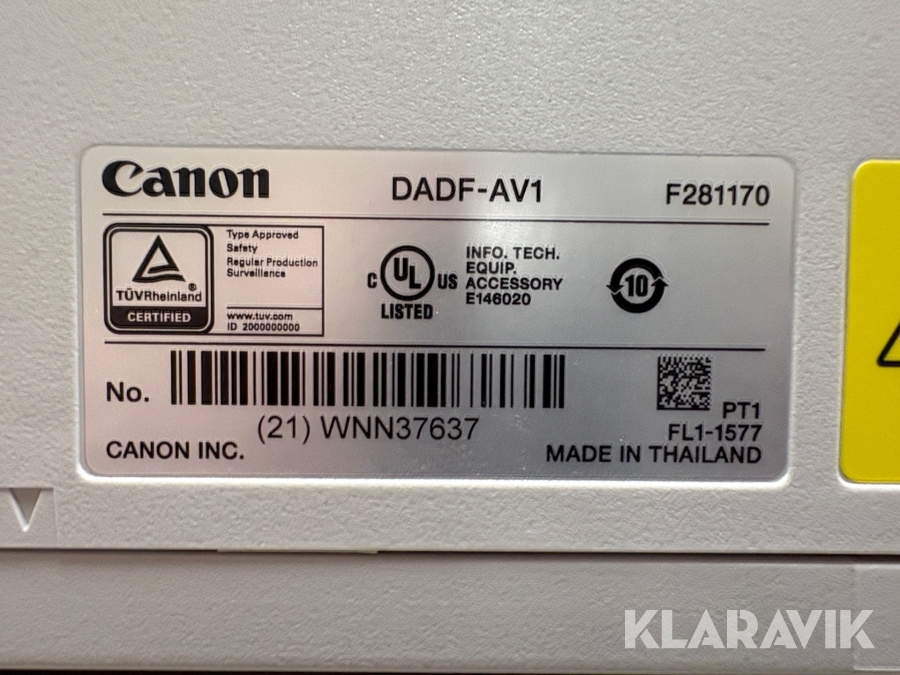 Canon DADF-AV1 F281170
Type Approved
Safety
Regular Production
Surveillance
TÜVRheinland®
CERTIFIED
www.tuv.com
ID 2000000000
C UL US
LISTED
INFO. TECH.
EQUIP.
ACCESSORY
E146020
10
No.
(21) WNN37637
CANON INC.
PT1
FL1-1577
MADE IN THAILAND
KLARAVIK